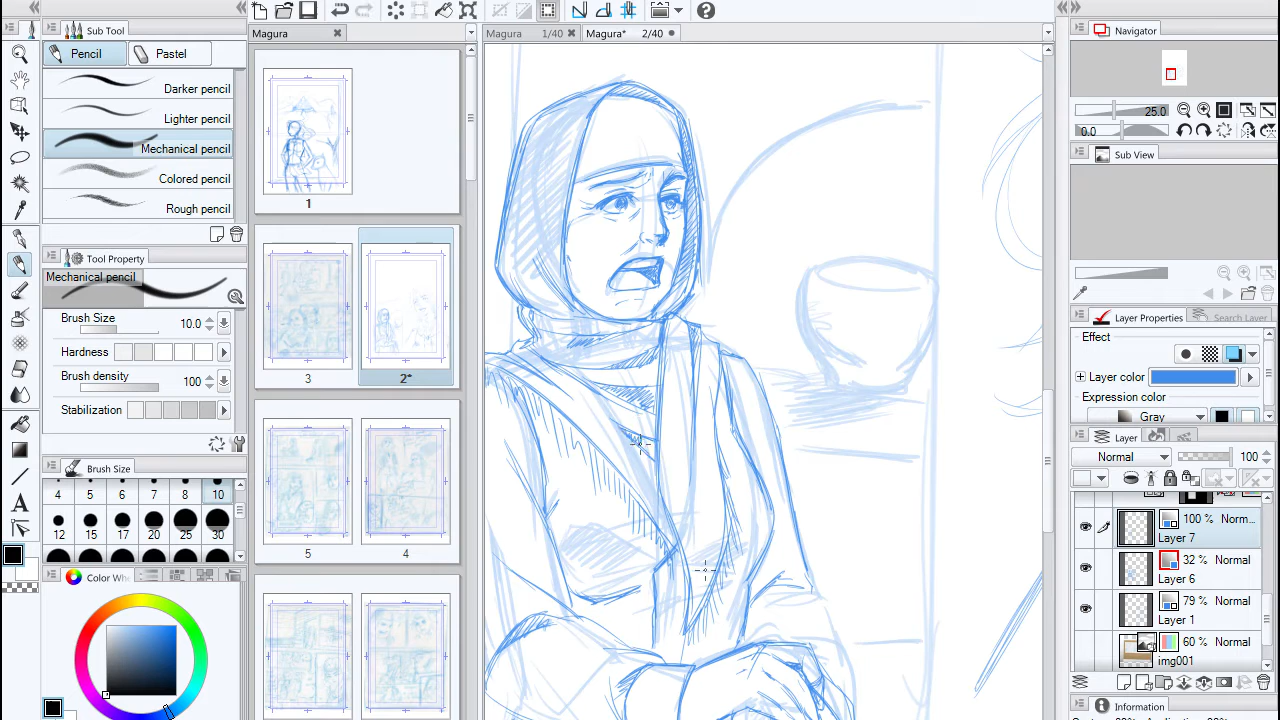 Sub Tool
Pencil
Pastel
Darker pencil
Lighter pencil
Mechanical pencil
Colored pencil
Rough pencil
Tool Property
Mechanical pencil
Brush Size
10.0
Hardness
Brush density
100
Stabilization
Brush Size
4 5 6 7 8 10
12 15 17 20 25 30
Color Whe
Magura
1
3
2*
5
4
Magura 1/40
Magura* 2/40
Navigator
25.0
0.0
Sub View
Layer Properties
Search Layer
Effect
Layer color
Expression color
Gray
Layer
Normal
100
100 % Norm...
Layer 7
32 % Normal
Layer 6
79 % Normal
Layer 1
60 % Normal
img001
Information